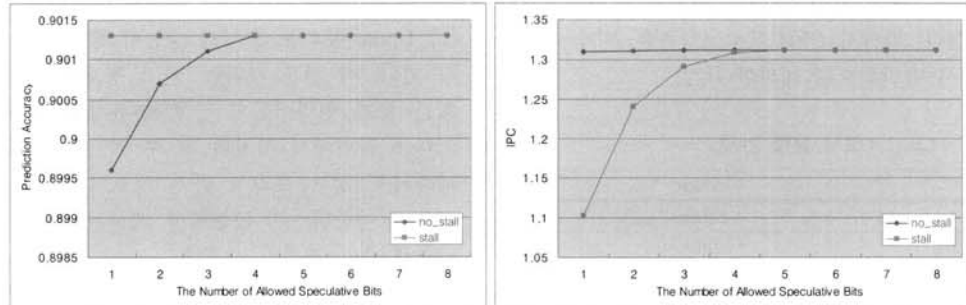 0.9015
0.901
0.9005
0.9
0.8995
0.899
0.8985
Prediction Accuracy
1 2 3 4 5 6 7 8
The Number of Allowed Speculative Bits
no_stall
stall
1.35
1.3
1.25
1.2
1.15
1.1
1.05
IPC
1 2 3 4 5 6 7 8
The Number of Allowed Speculative Bits
no_stall
stall